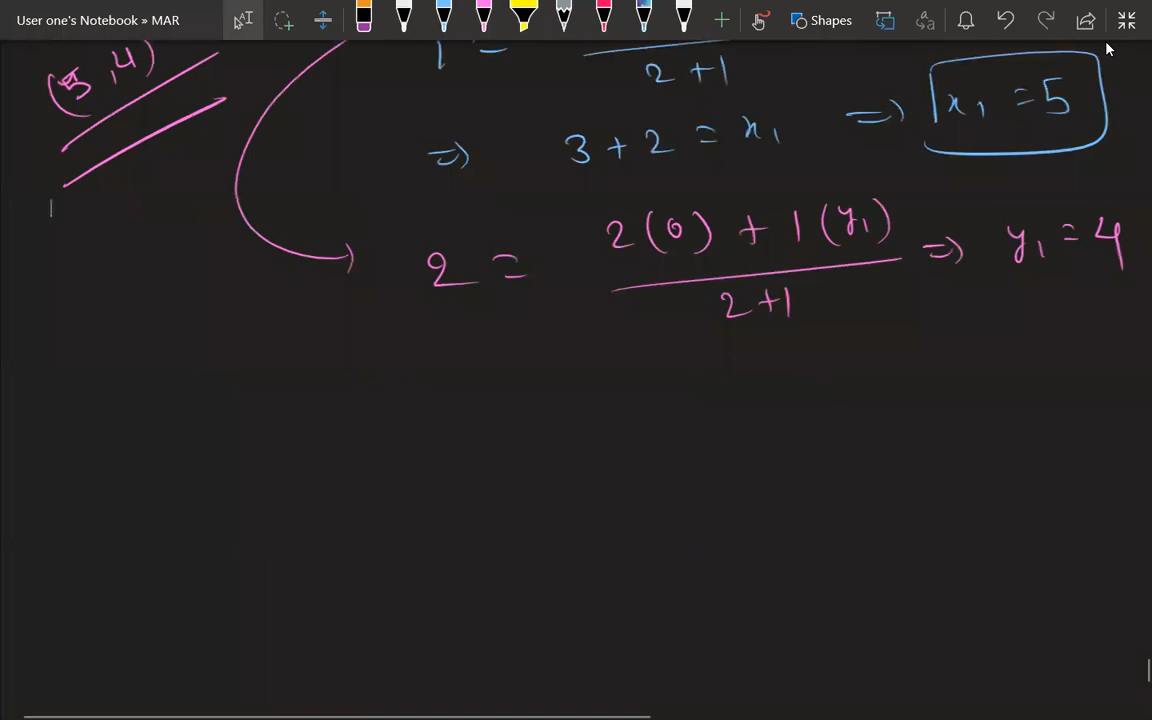 User one's Notebook » MAR
Shapes
(5,4)
1 =
2 + 1
=> x₁ = 5
=> 3 + 2 = x₁
2 = 2(0) + 1(y₁) => y₁ = 4
2 + 1